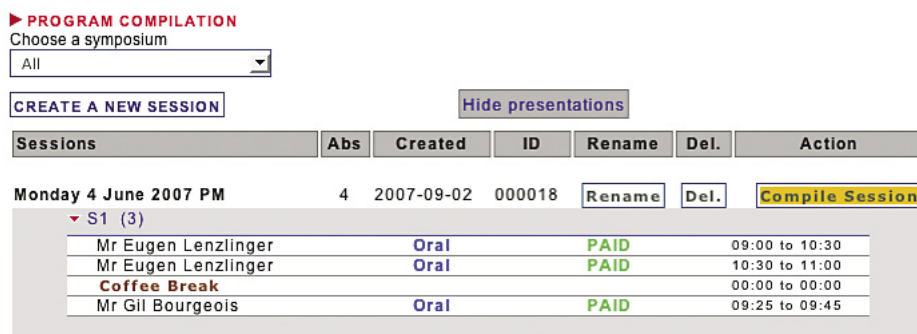 PROGRAM COMPILATION
Choose a symposium
All
CREATE A NEW SESSION Hide presentations
Sessions Abs Created ID Rename Del. Action
Monday 4 June 2007 PM 4 2007-09-02 000018 Rename Del. Compile Session
S1 (3)
Mr Eugen Lenzlinger Oral PAID 09:00 to 10:30
Mr Eugen Lenzlinger Oral PAID 10:30 to 11:00
Coffee Break 00:00 to 00:00
Mr Gil Bourgeois Oral PAID 09:25 to 09:45